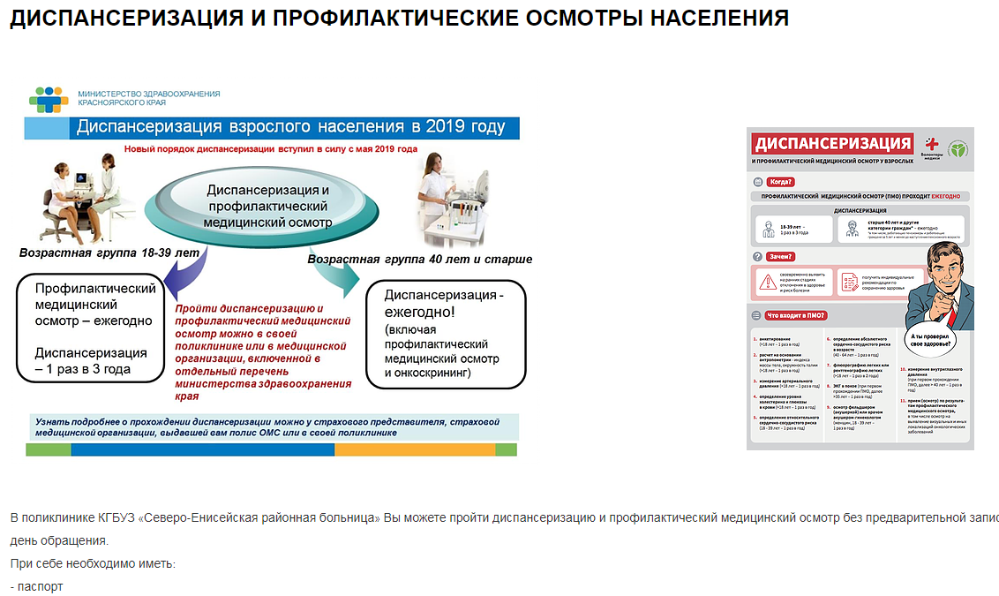 ДИСПАНСЕРИЗАЦИЯ И ПРОФИЛАКТИЧЕСКИЕ ОСМОТРЫ НАСЕЛЕНИЯ
МИНИСТЕРСТВО ЗДРАВООХРАНЕНИЯ
КРАСНОЯРСКОГО КРАЯ
Диспансеризация взрослого населения в 2019 году
Новый порядок диспансеризации вступил в силу с мая 2019 года
Диспансеризация и
профилактический
медицинский осмотр
Возрастная группа 18-39 лет
Возрастная группа 40 лет и старше
Профилактический
медицинский
осмотр – ежегодно
Диспансеризация
– 1 раз в 3 года
Пройти диспансеризацию и
профилактический медицинский
осмотр можно в своей
поликлинике или в медицинской
организации, включенной в
отдельный перечень
министерства здравоохранения
края
Диспансеризация -
ежегодно!
(включая
профилактический
медицинский осмотр
и онкоскрининг)
Узнать подробнее о прохождении диспансеризации можно у страхового представителя, страховой
медицинской организации, выдавшей вам полис ОМС или в своей поликлинике
ДИСПАНСЕРИЗАЦИЯ
Волонтеры
медики
И ПРОФИЛАКТИЧЕСКИЙ МЕДИЦИНСКИЙ ОСМОТР У ВЗРОСЛЫХ
Когда?
ПРОФИЛАКТИЧЕСКИЙ МЕДИЦИНСКИЙ ОСМОТР (ПМО) ПРОХОДИТ ЕЖЕГОДНО
ДИСПАНСЕРИЗАЦИЯ
18-39 лет –
1 раз в 3 года
старше 40 лет и другие
категории граждан* – ежегодно
Зачем?
своевременно выявить
на ранних стадиях
отклонения в здоровье
и риск болезни
получить индивидуальные
рекомендации по
сохранению здоровья
Что входит в ПМО?
А ты проверил
свое здоровье?
1. анкетирование
(>18 лет – 1 раз в год)
2. расчет на основании
антропометрии - индекса
массы тела, окружность талии
(>18 лет – 1 раз в год)
3. измерение артериального
давления (>18 лет – 1 раз в год)
4. определение уровня
холестерина и глюкозы
в крови (>18 лет – 1 раз в год)
5. определение относительного
сердечно-сосудистого риска
(18 - 39 лет – 1 раз в год)
6. определение абсолютного
сердечно-сосудистого риска
в возрасте
(40 - 64 лет – 1 раз в год)
7. флюорографию легких или
рентгенографию легких
(>18 лет – 1 раз в 2 года)
8. ЭКГ в покое (при первом
прохождении ПМО, далее
>35 лет – 1 раз в год)
9. осмотр фельдшером
(акушеркой) или врачом
акушером-гинекологом
(женщин, 18 - 39 лет -
1 раз в год)
10. измерение внутриглазного
давления
(при первом прохождении
ПМО, далее > 40 лет – 1 раз в
год)
11. прием (осмотр) по результа-
там профилактического
медицинского осмотра,
в том числе осмотр на
выявление визуальных и иных
локализаций онкологических
заболеваний
В поликлинике КГБУЗ «Северо-Енисейская районная больница» Вы можете пройти диспансеризацию и профилактический медицинский осмотр без предварительной
день обращения.
При себе необходимо иметь:
- паспорт